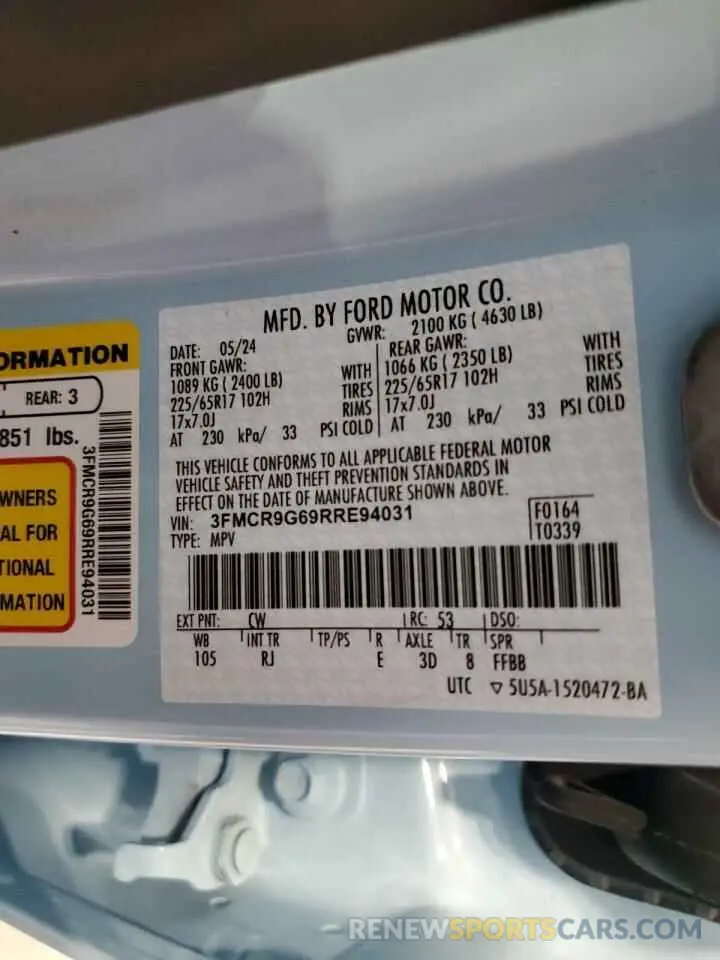 ORMATION
REAR: 3
851 lbs.
WNERS
AL FOR
TIONAL
MATION
3FMCR9G69RRE94031
MFD. BY FORD MOTOR CO.
DATE: 05/24 GVWR: 2100 KG ( 4630 LB)
FRONT GAWR: WITH REAR GAWR: WITH
1089 KG ( 2400 LB) TIRES 1066 KG ( 2350 LB) TIRES
225/65R17 102H RIMS 225/65R17 102H RIMS
17x7.0J 17x7.0J
AT 230 kPa/ 33 PSI COLD AT 230 kPa/ 33 PSI COLD
THIS VEHICLE CONFORMS TO ALL APPLICABLE FEDERAL MOTOR
VEHICLE SAFETY AND THEFT PREVENTION STANDARDS IN
EFFECT ON THE DATE OF MANUFACTURE SHOWN ABOVE.
VIN: 3FMCR9G69RRE94031 F0164
TYPE: MPV T0339
EXT PNT: CW RC: 53 DSO:
WB INT TR TP/PS R AXLE TR SPR
105 RJ E 3D 8 FFBB
UTC ▽ 5U5A-1520472-BA
RENEWSPORTSCARS.COM